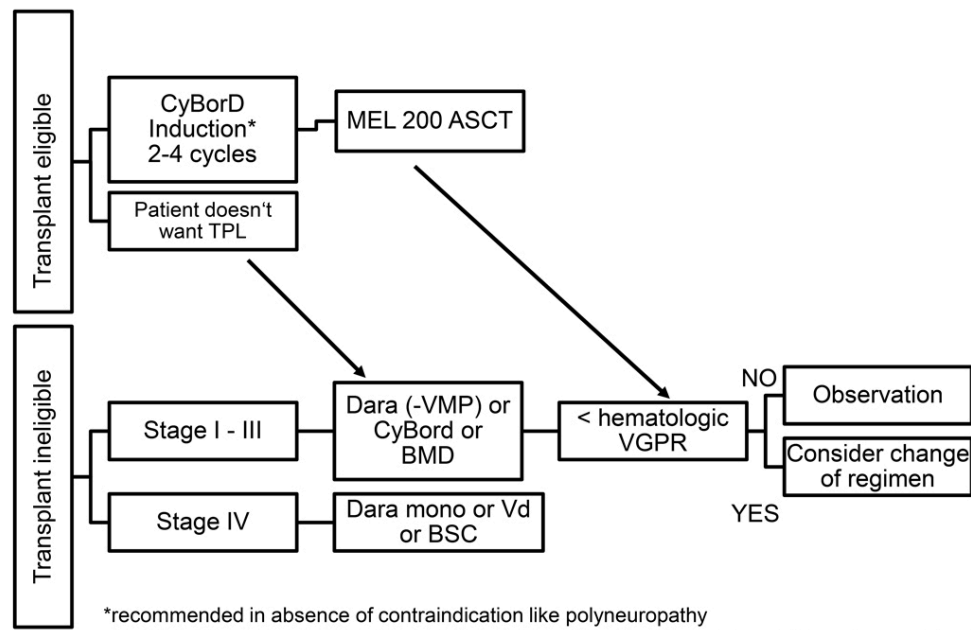 Transplant eligible
CyBorD
Induction*
2-4 cycles
MEL 200 ASCT
Patient doesn‘t
want TPL
Transplant ineligible
Stage I - III
Dara (-VMP) or
CyBord or
BMD
< hematologic
VGPR
NO
Observation
Consider change
of regimen
YES
Stage IV
Dara mono or Vd
or BSC
*recommended in absence of contraindication like polyneuropathy